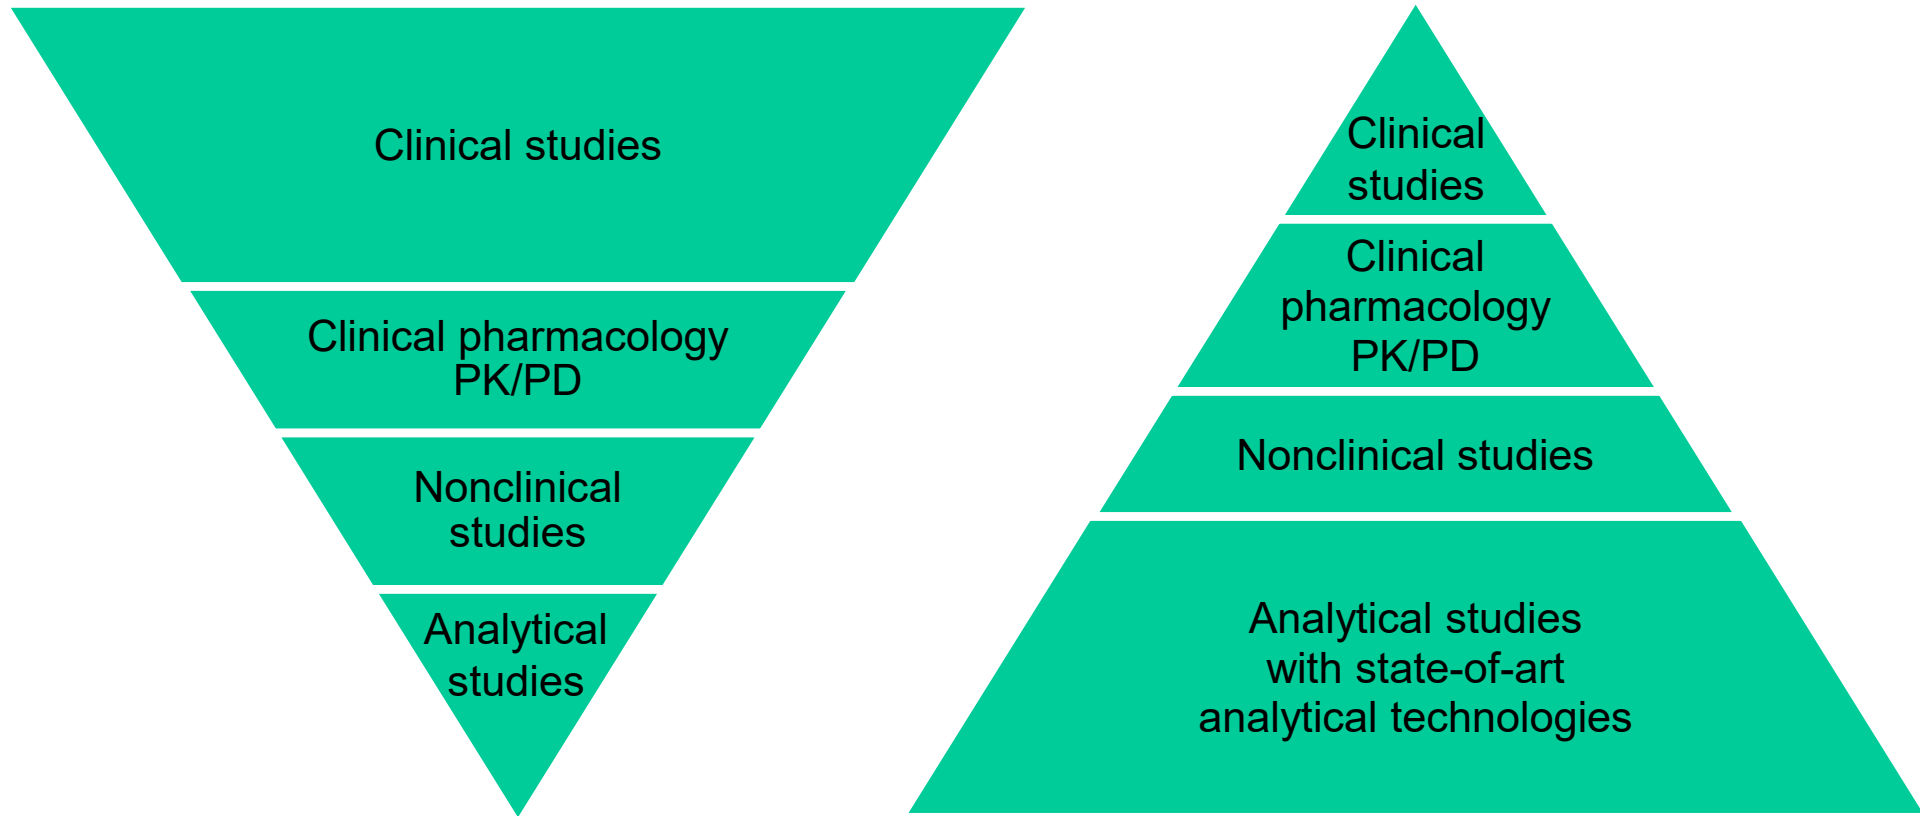 Clinical studies
Clinical pharmacology
PK/PD
Nonclinical
studies
Analytical
studies
Clinical
studies
Clinical
pharmacology
PK/PD
Nonclinical studies
Analytical studies
with state-of-art
analytical technologies